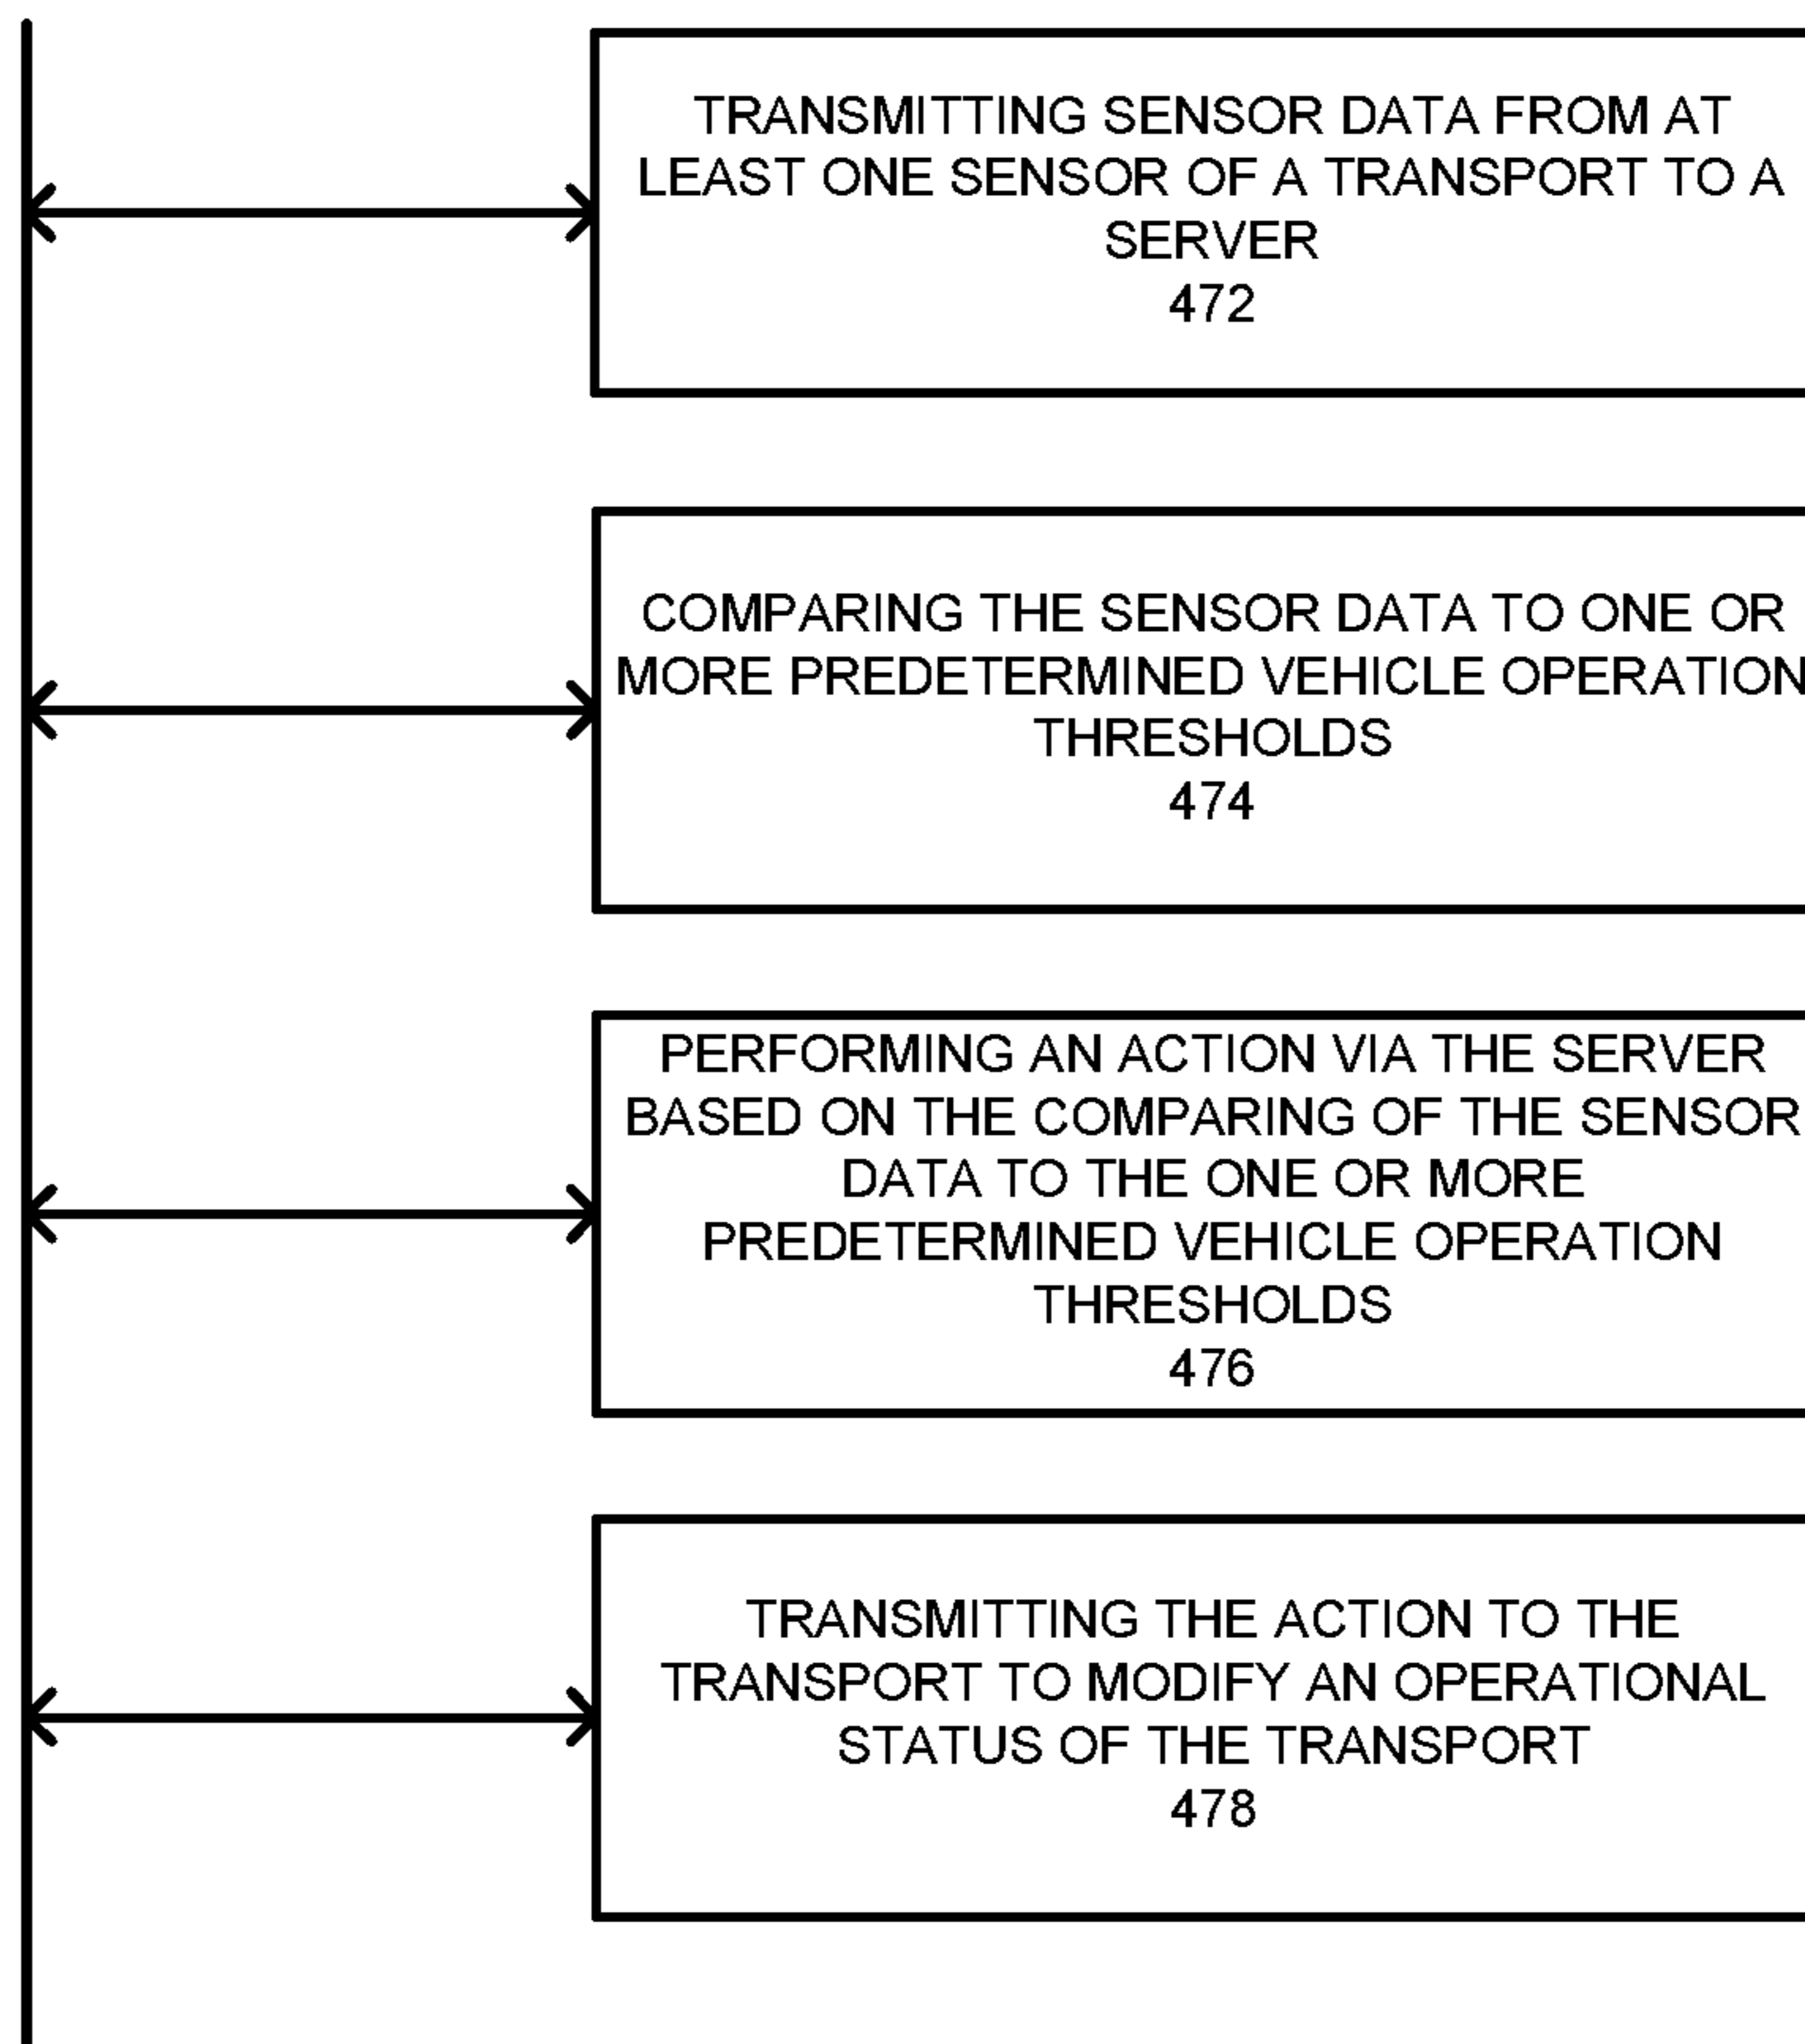 TRANSMITTING SENSOR DATA FROM AT
LEAST ONE SENSOR OF A TRANSPORT TO A
SERVER
472
COMPARING THE SENSOR DATA TO ONE OR
MORE PREDETERMINED VEHICLE OPERATION
THRESHOLDS
474
PERFORMING AN ACTION VIA THE SERVER
BASED ON THE COMPARING OF THE SENSOR
DATA TO THE ONE OR MORE
PREDETERMINED VEHICLE OPERATION
THRESHOLDS
476
TRANSMITTING THE ACTION TO THE
TRANSPORT TO MODIFY AN OPERATIONAL
STATUS OF THE TRANSPORT
478